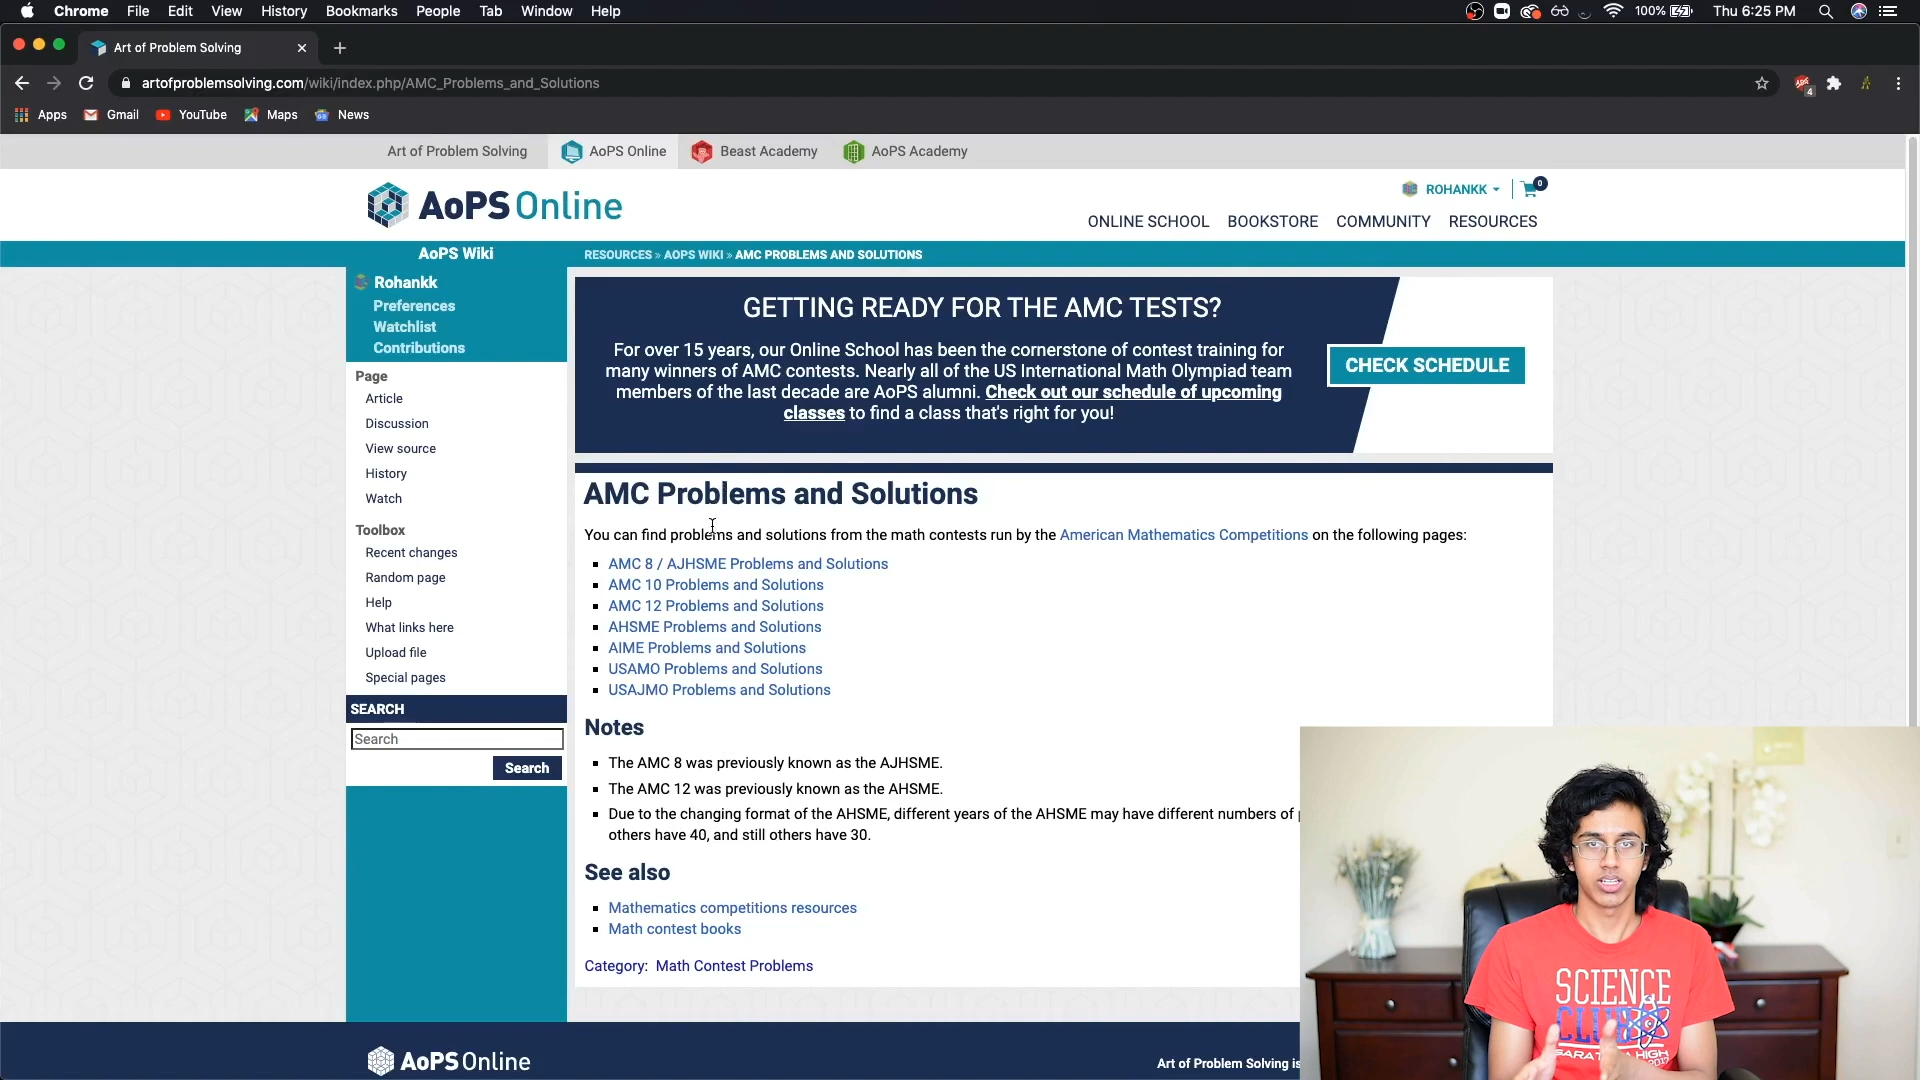 Chrome File Edit View History Bookmarks People Tab Window Help
100% Thu 6:25 PM
Art of Problem Solving
artofproblemsolving.com/wiki/index.php/AMC_Problems_and_Solutions
4
Apps Gmail YouTube Maps News
Art of Problem Solving AoPS Online Beast Academy AoPS Academy
AoPS Online
ROHANKK 0
ONLINE SCHOOL BOOKSTORE COMMUNITY RESOURCES
AoPS Wiki
RESOURCES » AOPS WIKI » AMC PROBLEMS AND SOLUTIONS
Rohankk
Preferences
Watchlist
Contributions
Page
Article
Discussion
View source
History
Watch
Toolbox
Recent changes
Random page
Help
What links here
Upload file
Special pages
SEARCH
Search
Search
GETTING READY FOR THE AMC TESTS?
For over 15 years, our Online School has been the cornerstone of contest training for
many winners of AMC contests. Nearly all of the US International Math Olympiad team
members of the last decade are AoPS alumni. Check out our schedule of upcoming
classes to find a class that's right for you!
CHECK SCHEDULE
AMC Problems and Solutions
You can find problems and solutions from the math contests run by the American Mathematics Competitions on the following pages:
AMC 8 / AJHSME Problems and Solutions
AMC 10 Problems and Solutions
AMC 12 Problems and Solutions
AHSME Problems and Solutions
AIME Problems and Solutions
USAMO Problems and Solutions
USAJMO Problems and Solutions
Notes
The AMC 8 was previously known as the AJHSME.
The AMC 12 was previously known as the AHSME.
Due to the changing format of the AHSME, different years of the AHSME may have different numbers of
others have 40, and still others have 30.
See also
Mathematics competitions resources
Math contest books
Category: Math Contest Problems
AoPS Online
Art of Problem Solving is
SCIENCE
CLUB
SARATOGA HIGH
2017